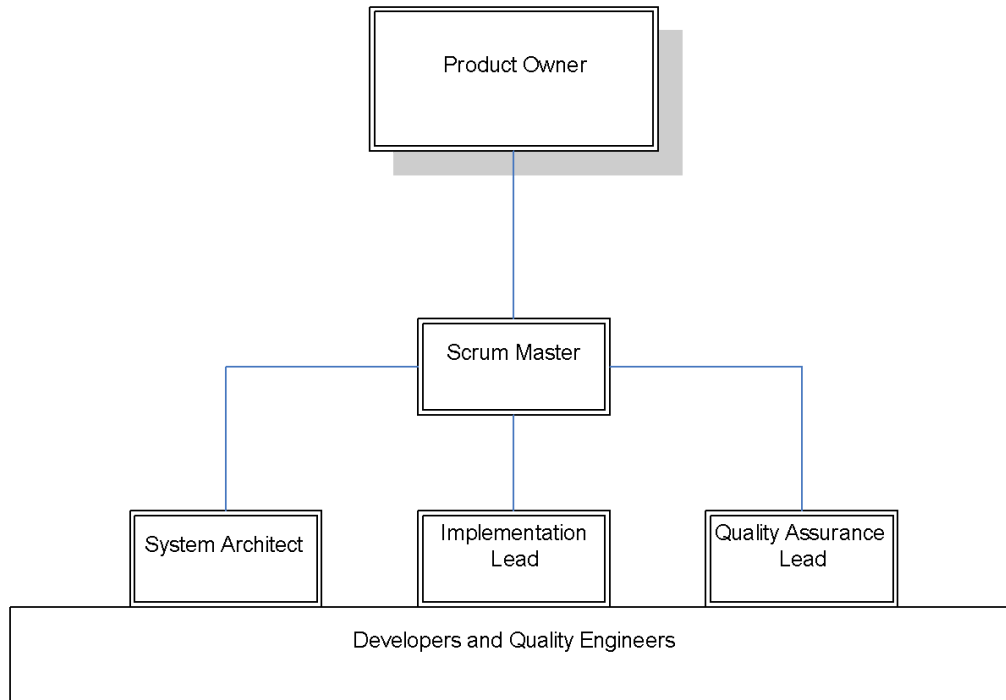 Product Owner
Scrum Master
System Architect
Implementation
Lead
Quality Assurance
Lead
Developers and Quality Engineers